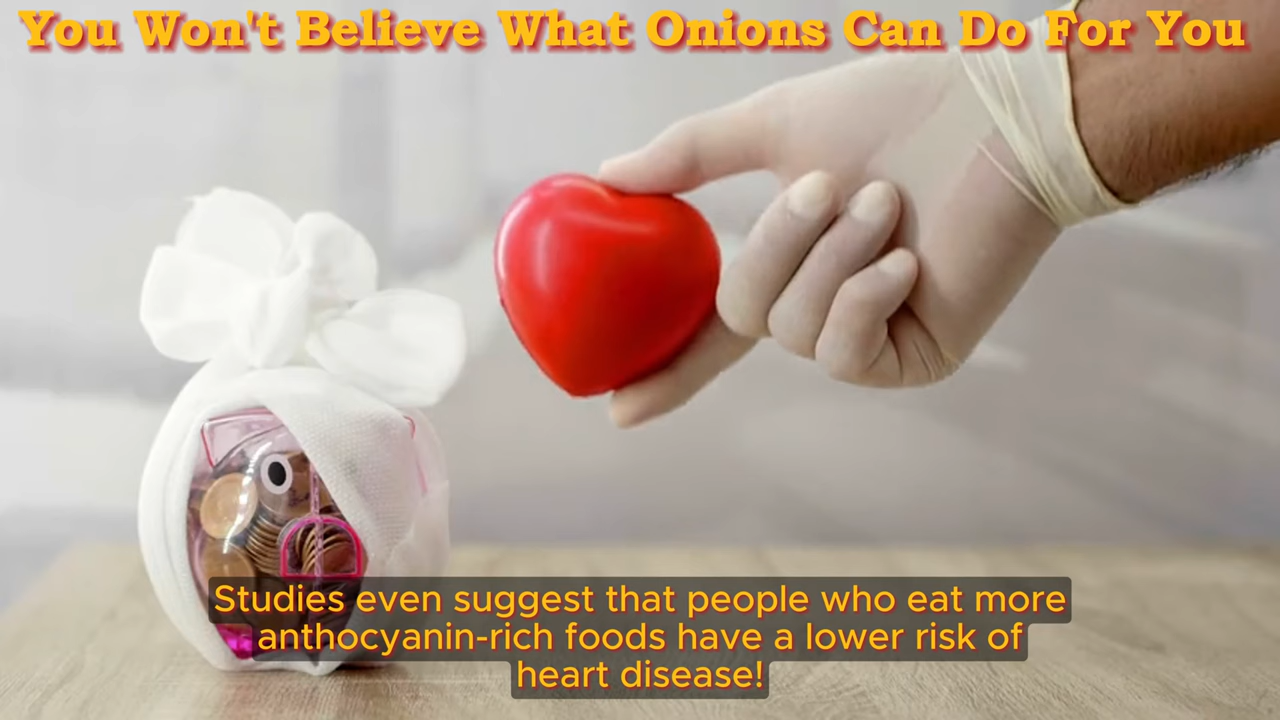 You Won't Believe What Onions Can Do For You
Studies even suggest that people who eat more
anthocyanin-rich foods have a lower risk of
heart disease!